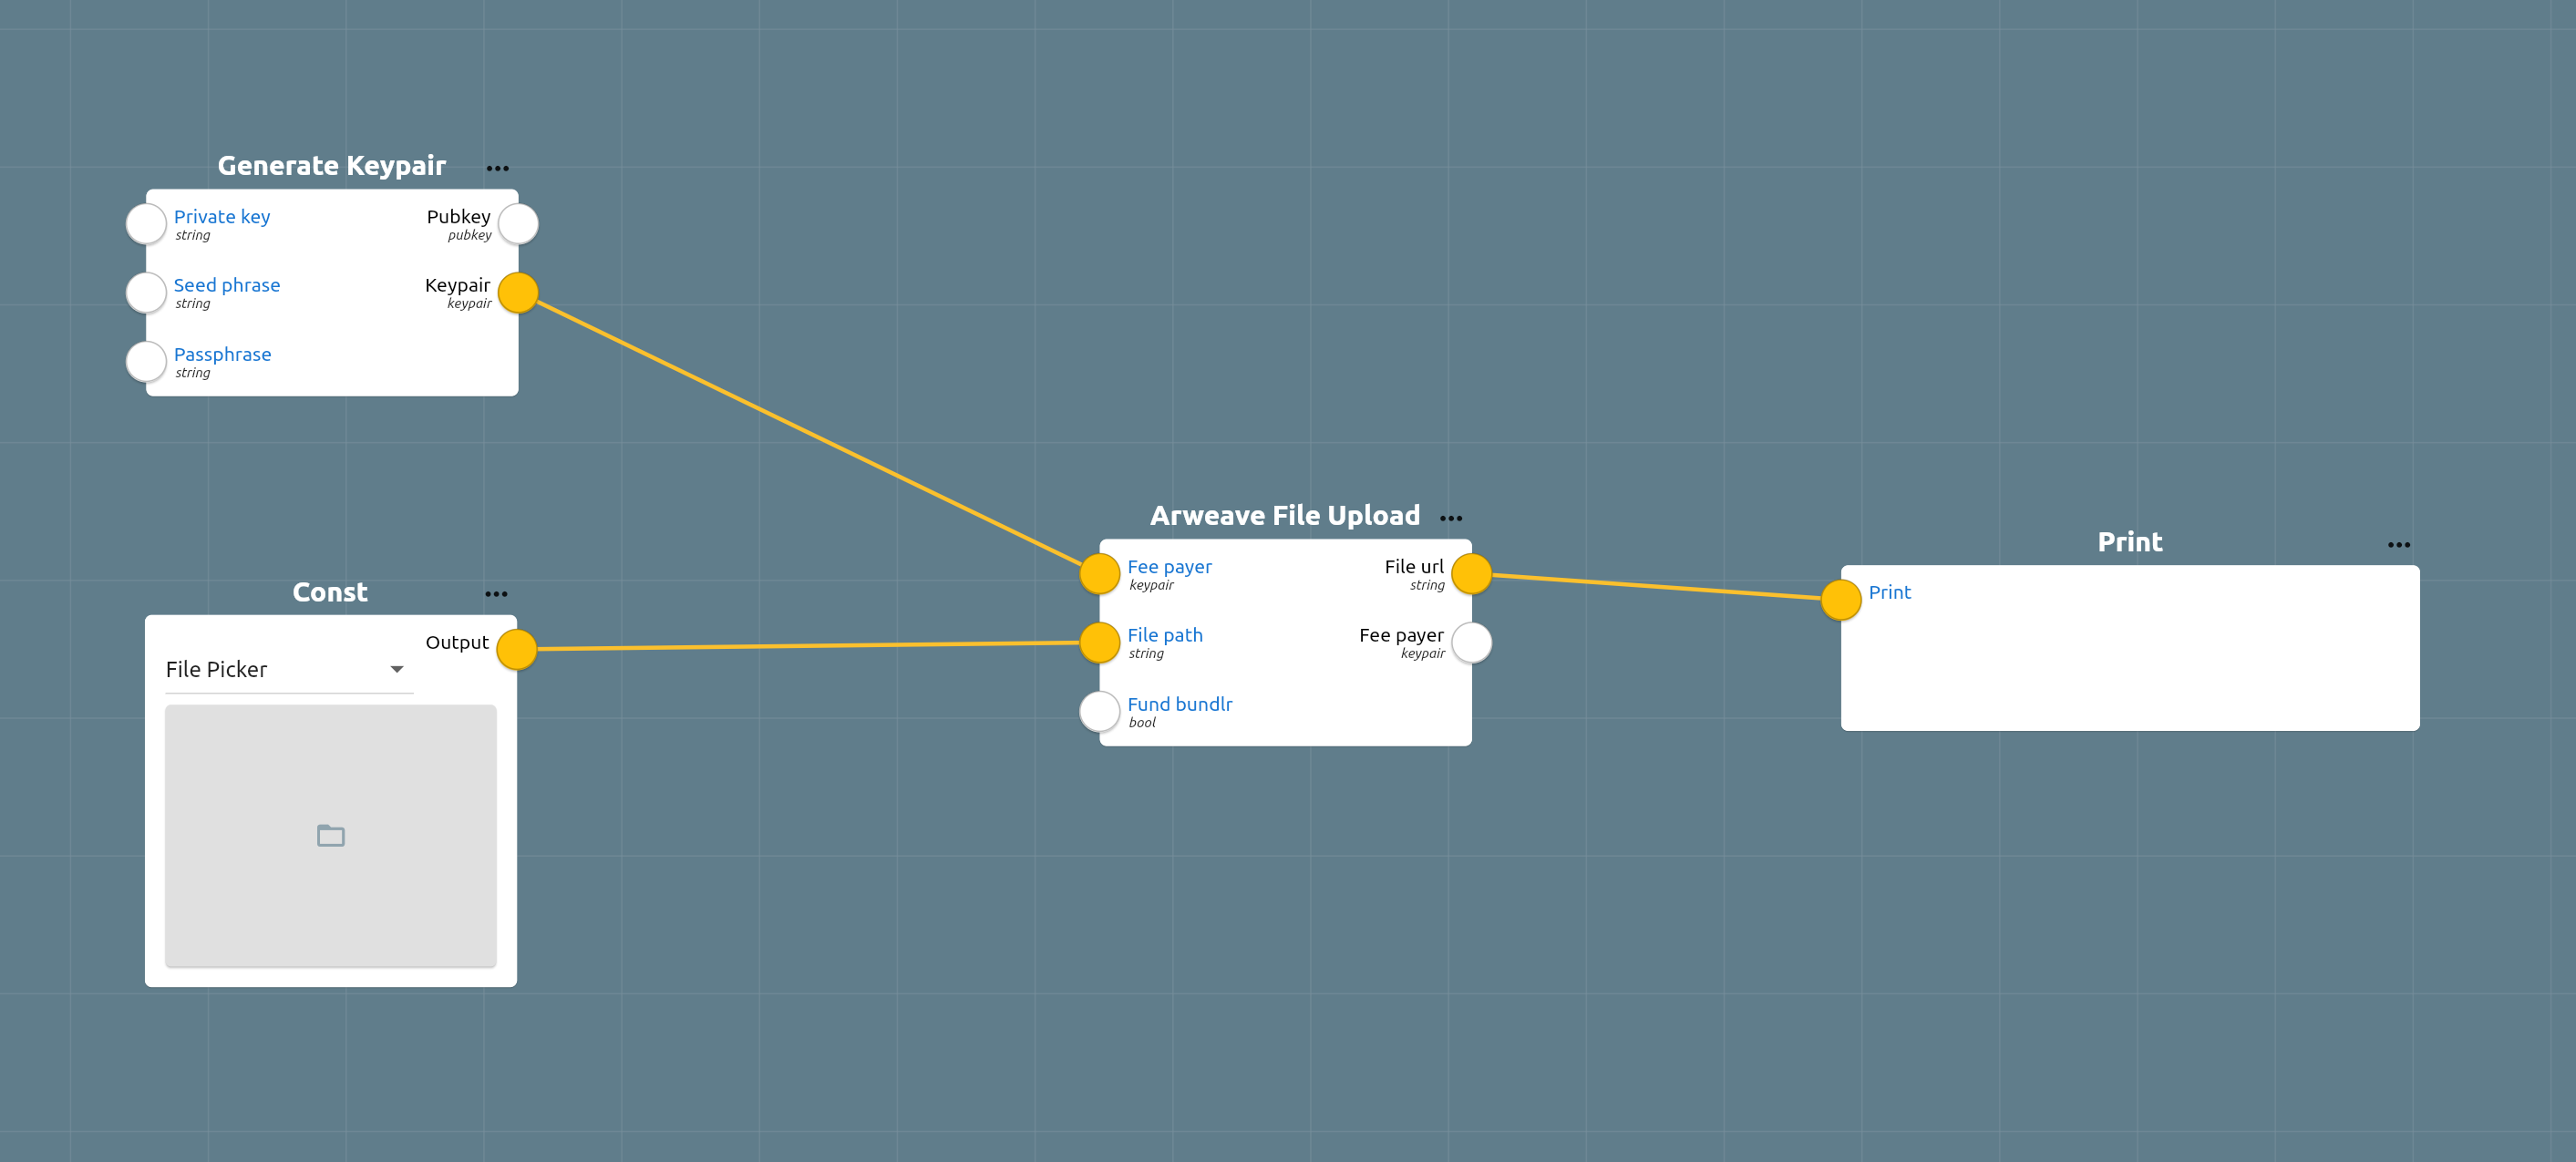 Generate Keypair
Private key
string
Pubkey
pubkey
Seed phrase
string
Keypair
keypair
Passphrase
string
Const
Output
File Picker
Arweave File Upload
Fee payer
keypair
File url
string
File path
string
Fee payer
keypair
Fund bundlr
bool
Print
Print